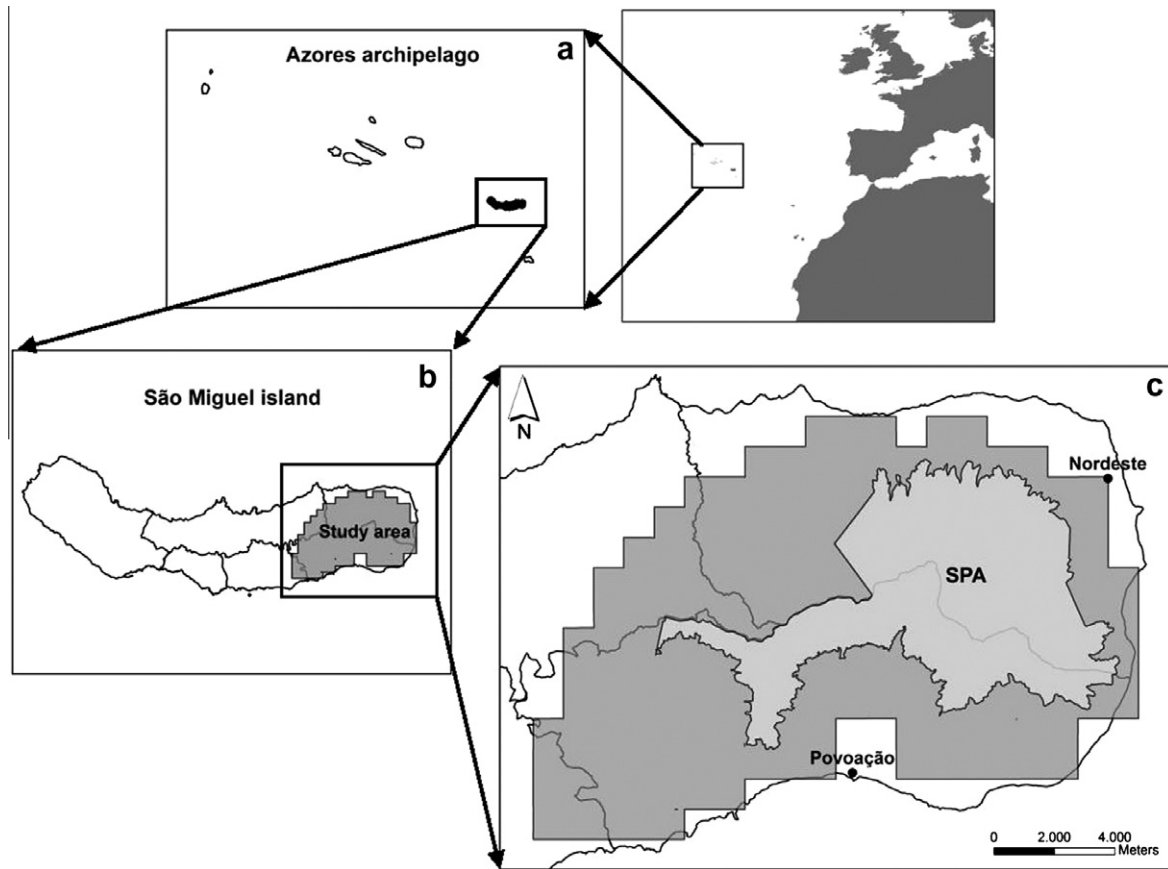 Azores archipelago
a
São Miguel island
b
Study area
c
N
Nordeste
SPA
Povoação
0 2.000 4.000
Meters